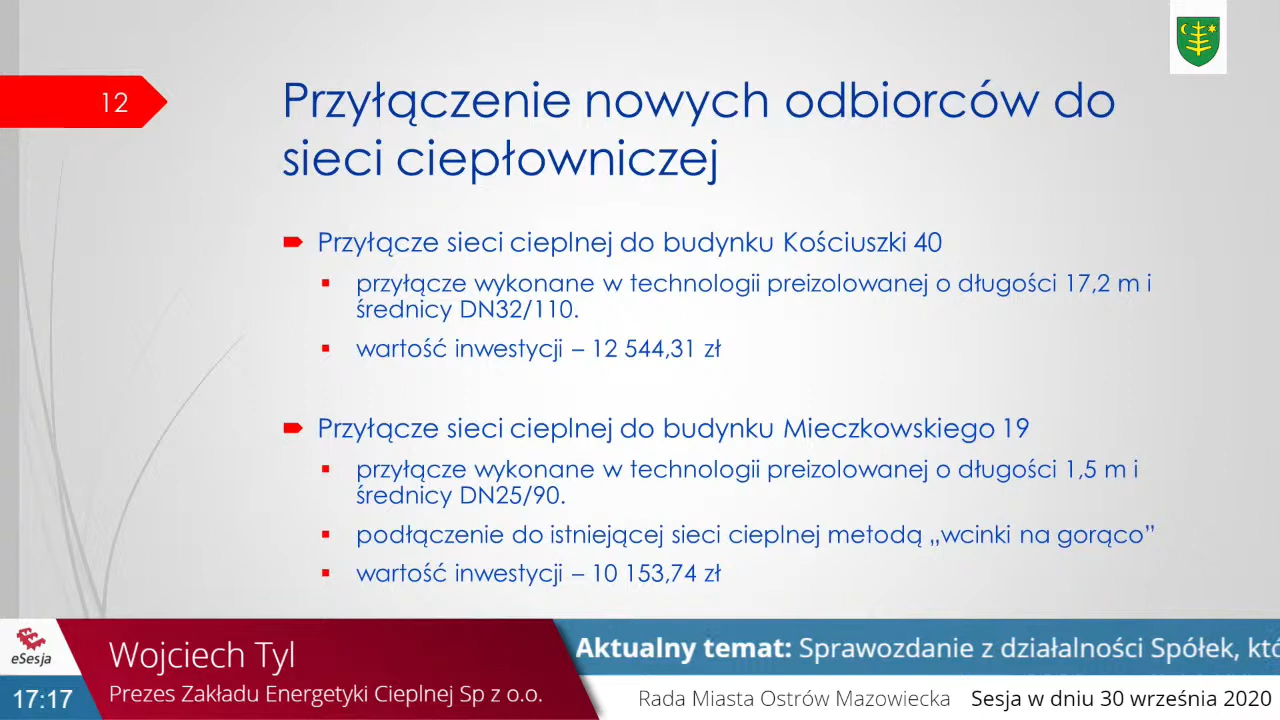 12
Przyłączenie nowych odbiorców do
sieci ciepłowniczej
Przyłącze sieci cieplnej do budynku Kościuszki 40
przyłącze wykonane w technologii preizolowanej o długości 17,2 m i
średnicy DN32/110.
wartość inwestycji – 12 544,31 zł
Przyłącze sieci cieplnej do budynku Mieczkowskiego 19
przyłącze wykonane w technologii preizolowanej o długości 1,5 m i
średnicy DN25/90.
podłączenie do istniejącej sieci cieplnej metodą „wcinki na gorąco”
wartość inwestycji – 10 153,74 zł
eSesja
17:17
Wojciech Tyl
Prezes Zakładu Energetyki Cieplnej Sp z o.o.
Aktualny temat: Sprawozdanie z działalności Spółek, któ
Rada Miasta Ostrów Mazowiecka Sesja w dniu 30 września 2020